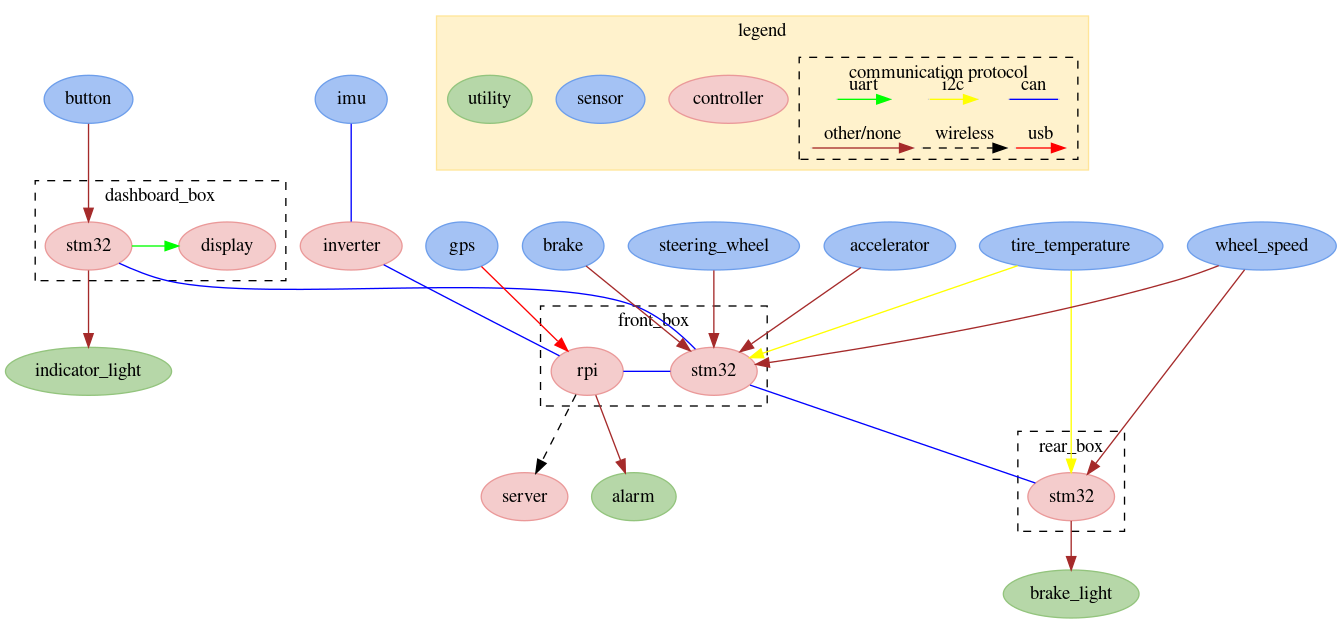 legend
button
imu
utility
sensor
controller
communication protocol
uart
i2c
can
other/none
wireless
usb
dashboard_box
stm32
display
inverter
gps
brake
steering_wheel
accelerator
tire_temperature
wheel_speed
front_box
indicator_light
rpi
stm32
rear_box
server
alarm
stm32
brake_light